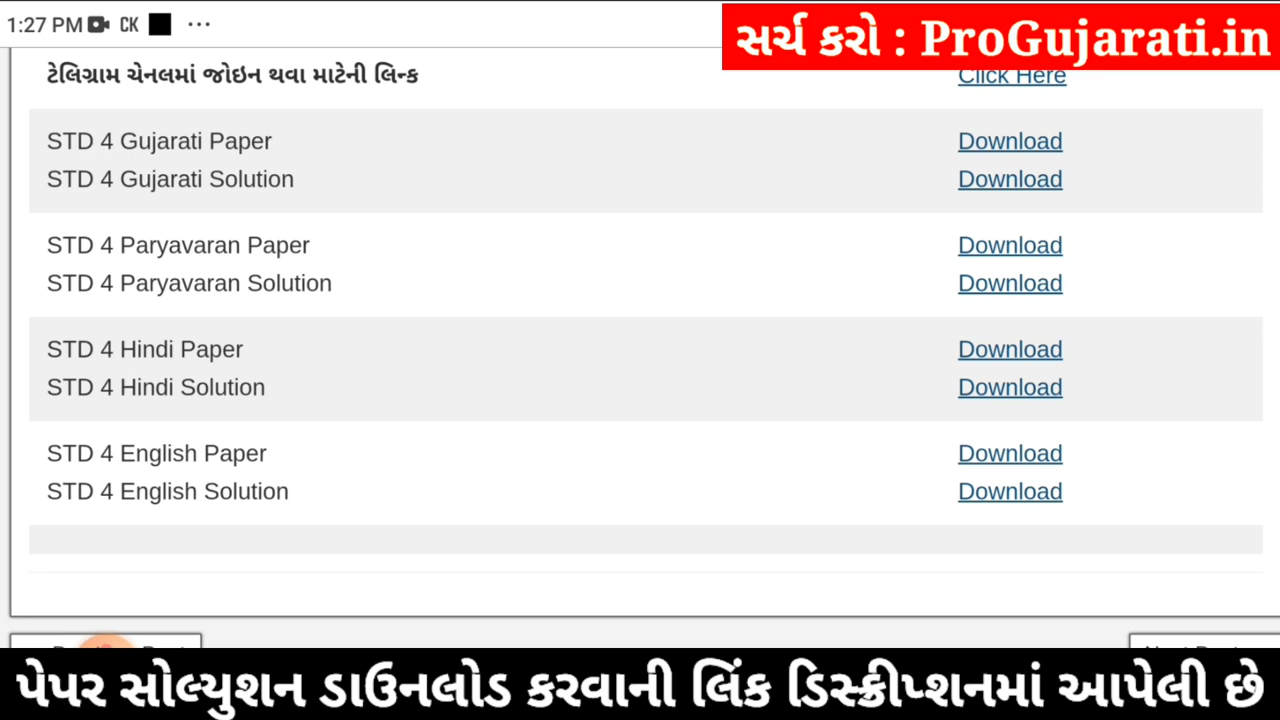 1:27 PM CK ...
સર્ચ કરો : ProGujarati.in
ટેલિગ્રામ ચેનલમાં જોઇન થવા માટેની લિન્ક Click Here
STD 4 Gujarati Paper Download
STD 4 Gujarati Solution Download
STD 4 Paryavaran Paper Download
STD 4 Paryavaran Solution Download
STD 4 Hindi Paper Download
STD 4 Hindi Solution Download
STD 4 English Paper Download
STD 4 English Solution Download
પેપર સોલ્યુશન ડાઉનલોડ કરવાની લિંક ડિસ્ક્રીપ્શનમાં આપેલી છે